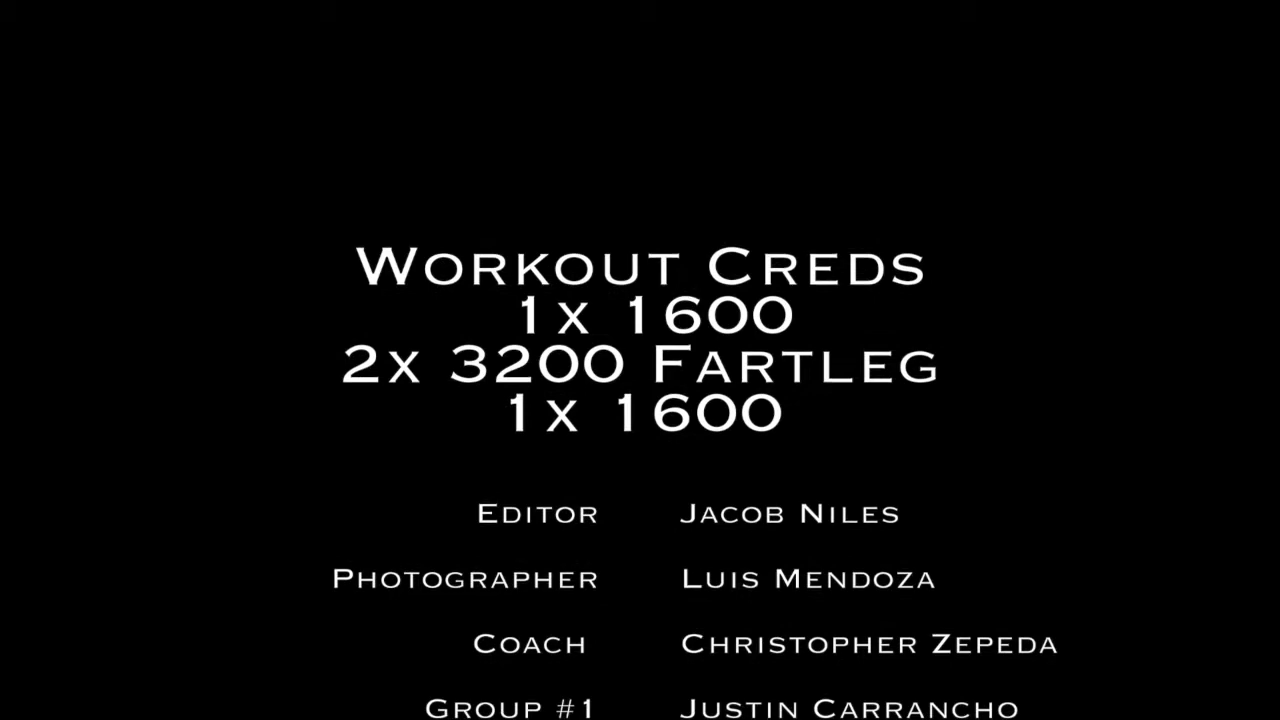 Workout Creds
1x 1600
2x 3200 Fartleg
1x 1600
Editor Jacob Niles
Photographer Luis Mendoza
Coach Christopher Zepeda
Group #1 Justin Carrancho